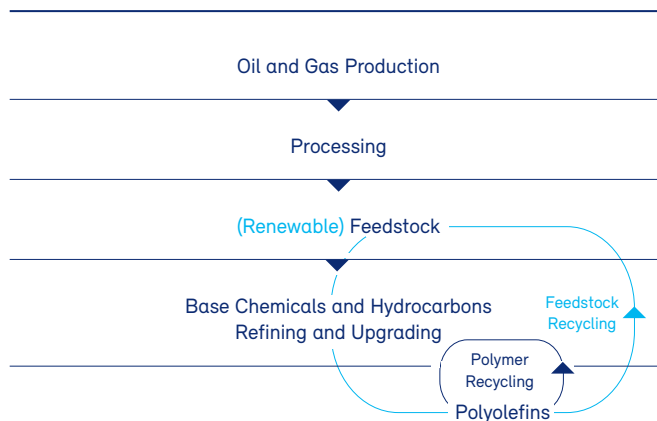 Oil and Gas Production
Processing
(Renewable) Feedstock
Base Chemicals and Hydrocarbons
Refining and Upgrading
Feedstock
Recycling
Polymer
Recycling
Polyolefins